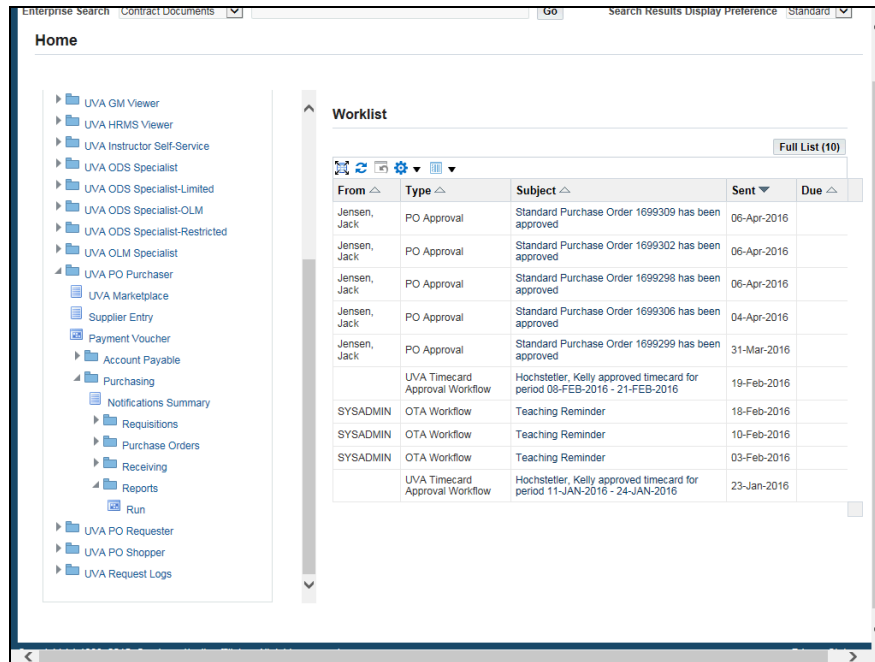 Enterprise Search Contract Documents Go Search Results Display Preference Standard
Home
UVA GM Viewer
UVA HRMS Viewer
UVA Instructor Self-Service
UVA ODS Specialist
UVA ODS Specialist-Limited
UVA ODS Specialist-OLM
UVA ODS Specialist-Restricted
UVA OLM Specialist
UVA PO Purchaser
UVA Marketplace
Supplier Entry
Payment Voucher
Account Payable
Purchasing
Notifications Summary
Requisitions
Purchase Orders
Receiving
Reports
Run
UVA PO Requester
UVA PO Shopper
UVA Request Logs
Worklist
Full List (10)
From Type Subject Sent Due
Jensen, Jack PO Approval Standard Purchase Order 1699309 has been approved 06-Apr-2016
Jensen, Jack PO Approval Standard Purchase Order 1699302 has been approved 06-Apr-2016
Jensen, Jack PO Approval Standard Purchase Order 1699298 has been approved 06-Apr-2016
Jensen, Jack PO Approval Standard Purchase Order 1699306 has been approved 04-Apr-2016
Jensen, Jack PO Approval Standard Purchase Order 1699299 has been approved 31-Mar-2016
UVA Timecard Approval Workflow Hochstetler, Kelly approved timecard for period 08-FEB-2016 - 21-FEB-2016 19-Feb-2016
SYSADMIN OTA Workflow Teaching Reminder 18-Feb-2016
SYSADMIN OTA Workflow Teaching Reminder 10-Feb-2016
SYSADMIN OTA Workflow Teaching Reminder 03-Feb-2016
UVA Timecard Approval Workflow Hochstetler, Kelly approved timecard for period 11-JAN-2016 - 24-JAN-2016 23-Jan-2016